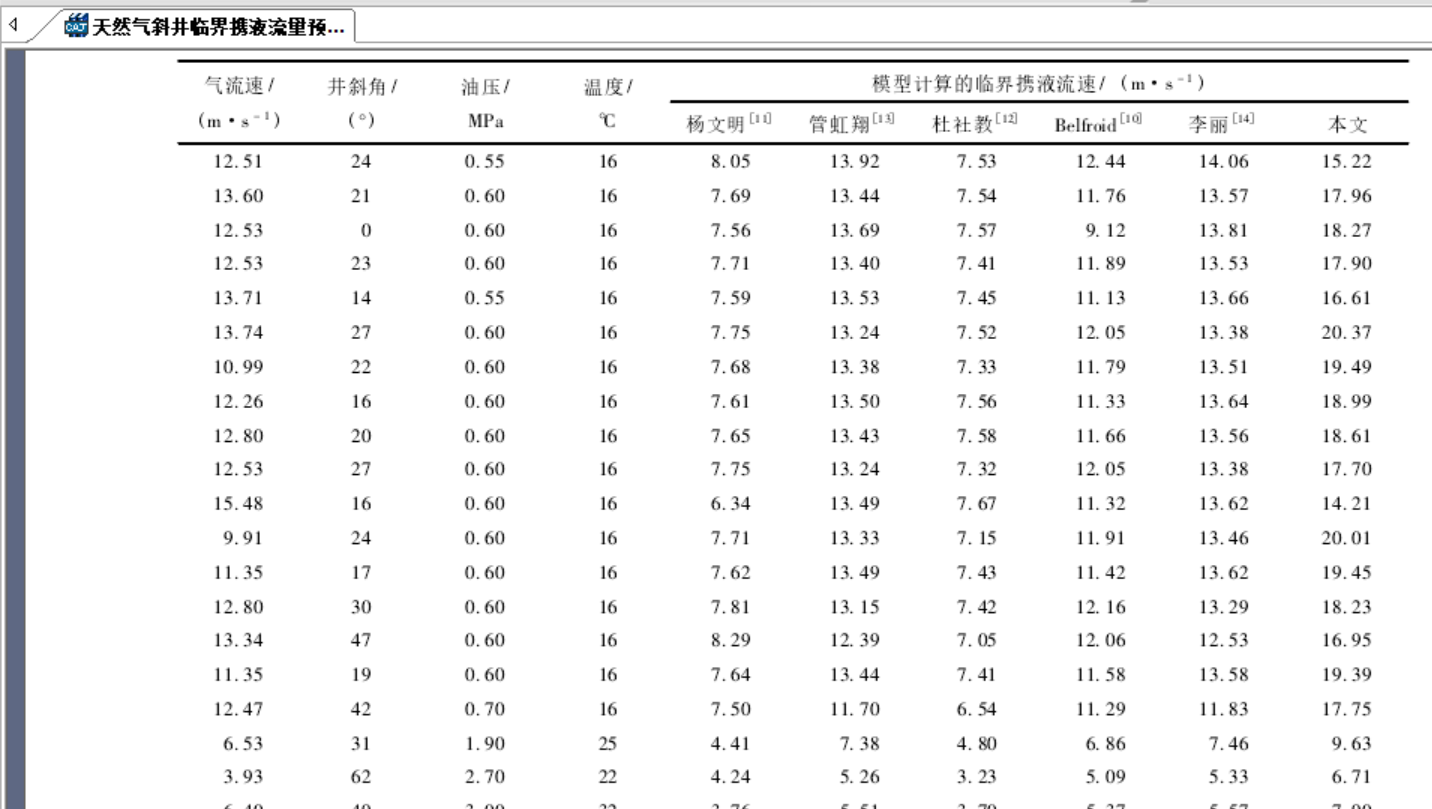 天然气斜井临界携液流量预...
气流速/ 井斜角/ 油压/ 温度/ 模型计算的临界携液流速/（m·s⁻¹）
(m·s⁻¹) (°) MPa ℃ 杨文明[11] 管虹翔[13] 杜社教[12] Belfroid[10] 李丽[14] 本文
12.51 24 0.55 16 8.05 13.92 7.53 12.44 14.06 15.22
13.60 21 0.60 16 7.69 13.44 7.54 11.76 13.57 17.96
12.53 0 0.60 16 7.56 13.69 7.57 9.12 13.81 18.27
12.53 23 0.60 16 7.71 13.40 7.41 11.89 13.53 17.90
13.71 14 0.55 16 7.59 13.53 7.45 11.13 13.66 16.61
13.74 27 0.60 16 7.75 13.24 7.52 12.05 13.38 20.37
10.99 22 0.60 16 7.68 13.38 7.33 11.79 13.51 19.49
12.26 16 0.60 16 7.61 13.50 7.56 11.33 13.64 18.99
12.80 20 0.60 16 7.65 13.43 7.58 11.66 13.56 18.61
12.53 27 0.60 16 7.75 13.24 7.32 12.05 13.38 17.70
15.48 16 0.60 16 6.34 13.49 7.67 11.32 13.62 14.21
9.91 24 0.60 16 7.71 13.33 7.15 11.91 13.46 20.01
11.35 17 0.60 16 7.62 13.49 7.43 11.42 13.62 19.45
12.80 30 0.60 16 7.81 13.15 7.42 12.16 13.29 18.23
13.34 47 0.60 16 8.29 12.39 7.05 12.06 12.53 16.95
11.35 19 0.60 16 7.64 13.44 7.41 11.58 13.58 19.39
12.47 42 0.70 16 7.50 11.70 6.54 11.29 11.83 17.75
6.53 31 1.90 25 4.41 7.38 4.80 6.86 7.46 9.63
3.93 62 2.70 22 4.24 5.26 3.23 5.09 5.33 6.71